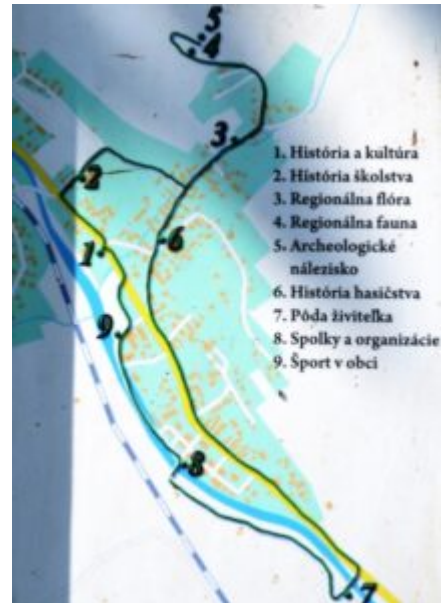 5
4
3
2
6
1
9
8
7
1. História a kultúra
2. História školstva
3. Regionálna flóra
4. Regionálna fauna
5. Archeologické
nálezisko
6. História hasičstva
7. Pôda živiteľka
8. Spolky a organizácie
9. Šport v obci